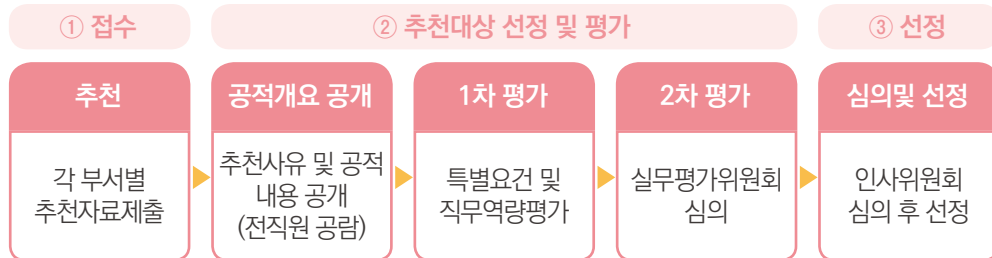 ① 접수
② 추천대상 선정 및 평가
③ 선정
추천
각 부서별
추천자료제출
공적개요 공개
추천사유 및 공적
내용 공개
(전직원 공람)
1차 평가
특별요건 및
직무역량평가
2차 평가
실무평가위원회
심의
심의및 선정
인사위원회
심의 후 선정